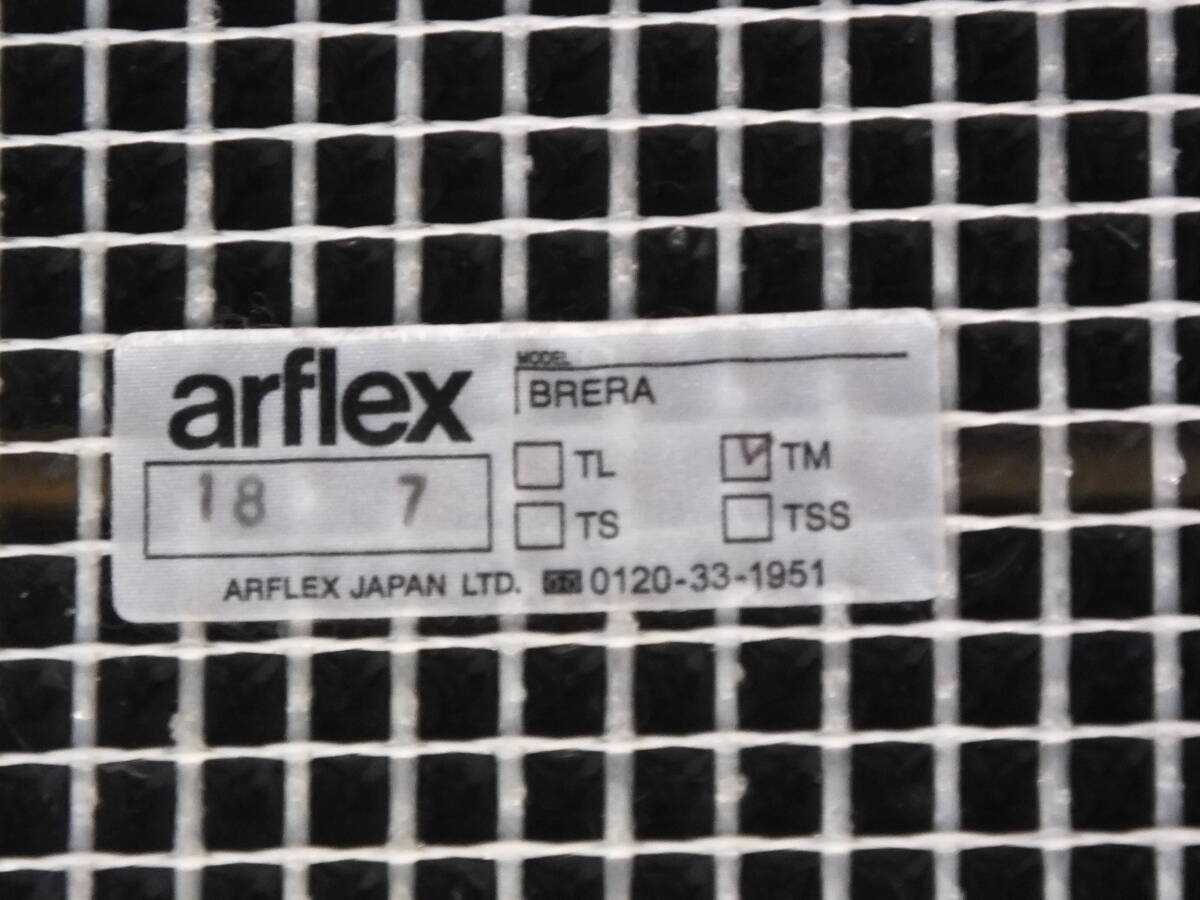 arflex
18 7
MODEL
BRERA
TL
TM
TS
TSS
ARFLEX JAPAN LTD. 0120-33-1951